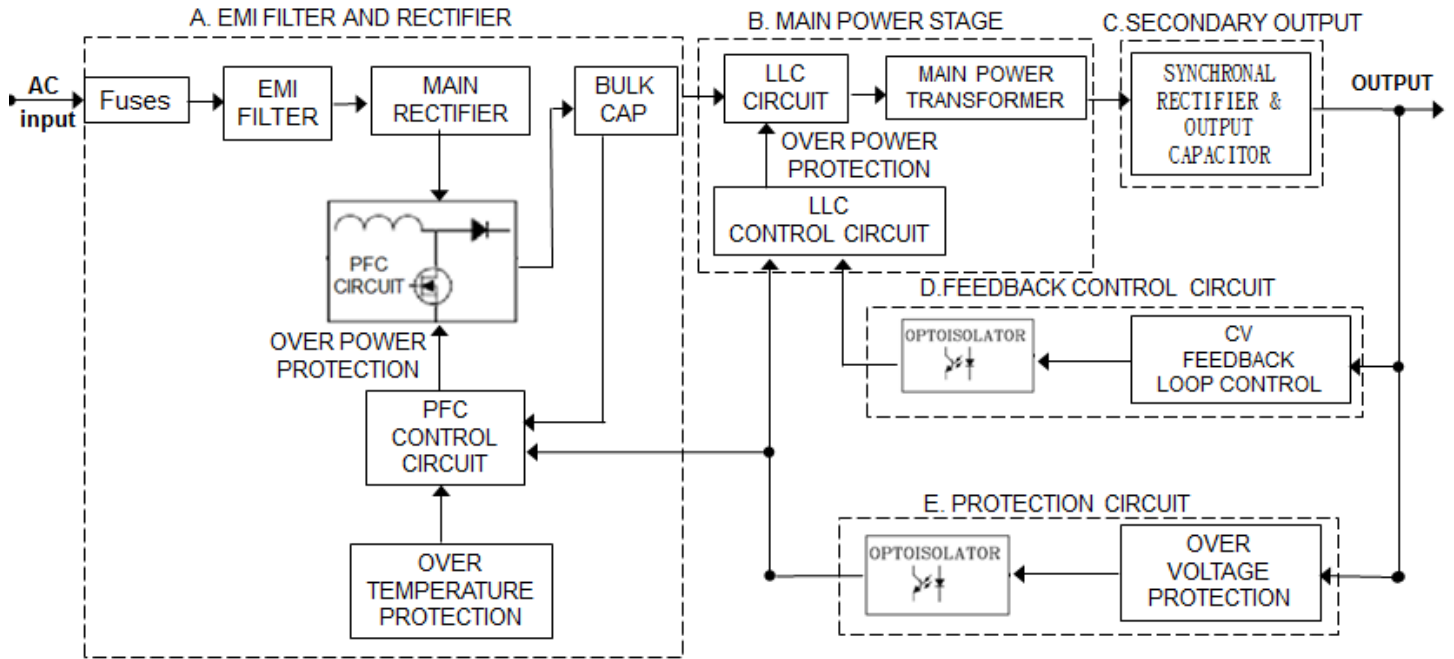 A. EMI FILTER AND RECTIFIER
B. MAIN POWER STAGE
C.SECONDARY OUTPUT
AC
input
Fuses
EMI
FILTER
MAIN
RECTIFIER
BULK
CAP
LLC
CIRCUIT
MAIN POWER
TRANSFORMER
SYNCHRONAL
RECTIFIER &
OUTPUT
CAPACITOR
OUTPUT
OVER POWER
PROTECTION
LLC
CONTROL CIRCUIT
PFC
CIRCUIT
OVER POWER
PROTECTION
PFC
CONTROL
CIRCUIT
OVER
TEMPERATURE
PROTECTION
D.FEEDBACK CONTROL CIRCUIT
OPTOISOLATOR
CV
FEEDBACK
LOOP CONTROL
E. PROTECTION CIRCUIT
OPTOISOLATOR
OVER
VOLTAGE
PROTECTION